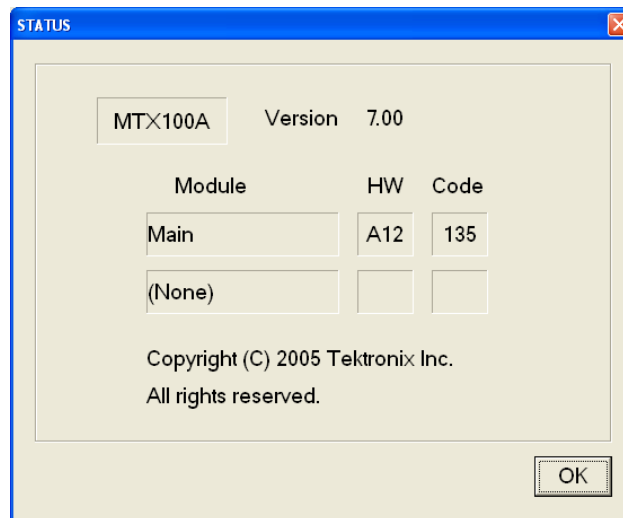 STATUS
MTX100A Version 7.00
Module HW Code
Main A12 135
(None)
Copyright (C) 2005 Tektronix Inc.
All rights reserved.
OK